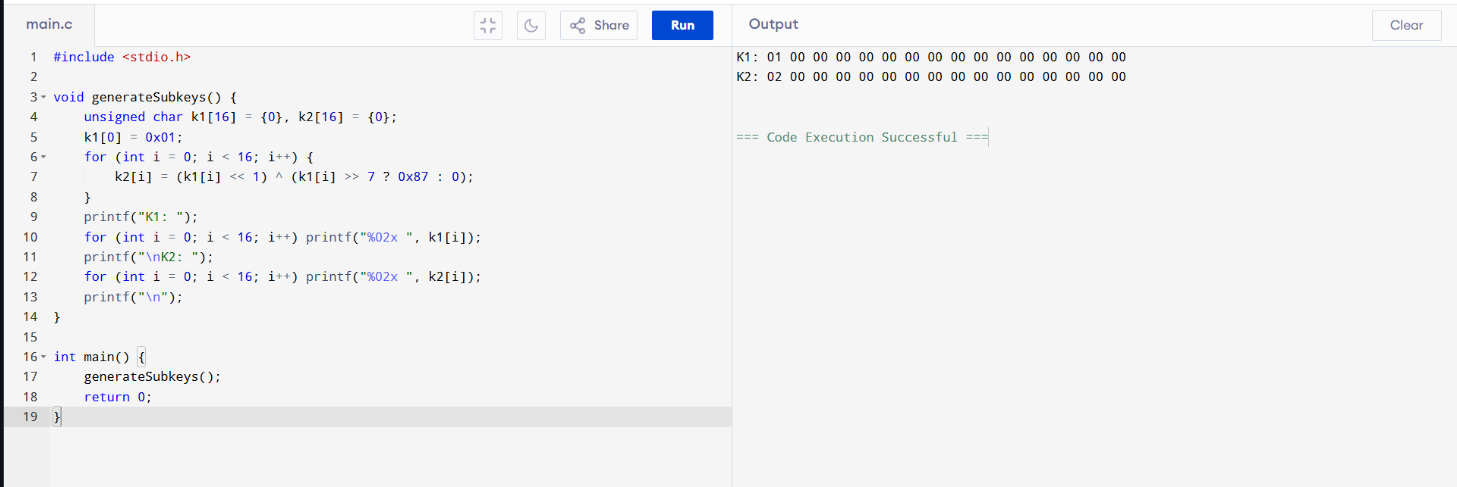 main.c
Share
Run
Output
Clear
1 #include <stdio.h>
2
3 void generateSubkeys() {
4     unsigned char k1[16] = {0}, k2[16] = {0};
5     k1[0] = 0x01;
6     for (int i = 0; i < 16; i++) {
7         k2[i] = (k1[i] << 1) ^ (k1[i] >> 7 ? 0x87 : 0);
8     }
9     printf("K1: ");
10     for (int i = 0; i < 16; i++) printf("%02x ", k1[i]);
11     printf("\nK2: ");
12     for (int i = 0; i < 16; i++) printf("%02x ", k2[i]);
13     printf("\n");
14 }
15
16 int main() {
17     generateSubkeys();
18     return 0;
19 }
K1: 01 00 00 00 00 00 00 00 00 00 00 00 00 00 00 00
K2: 02 00 00 00 00 00 00 00 00 00 00 00 00 00 00 00
=== Code Execution Successful ===